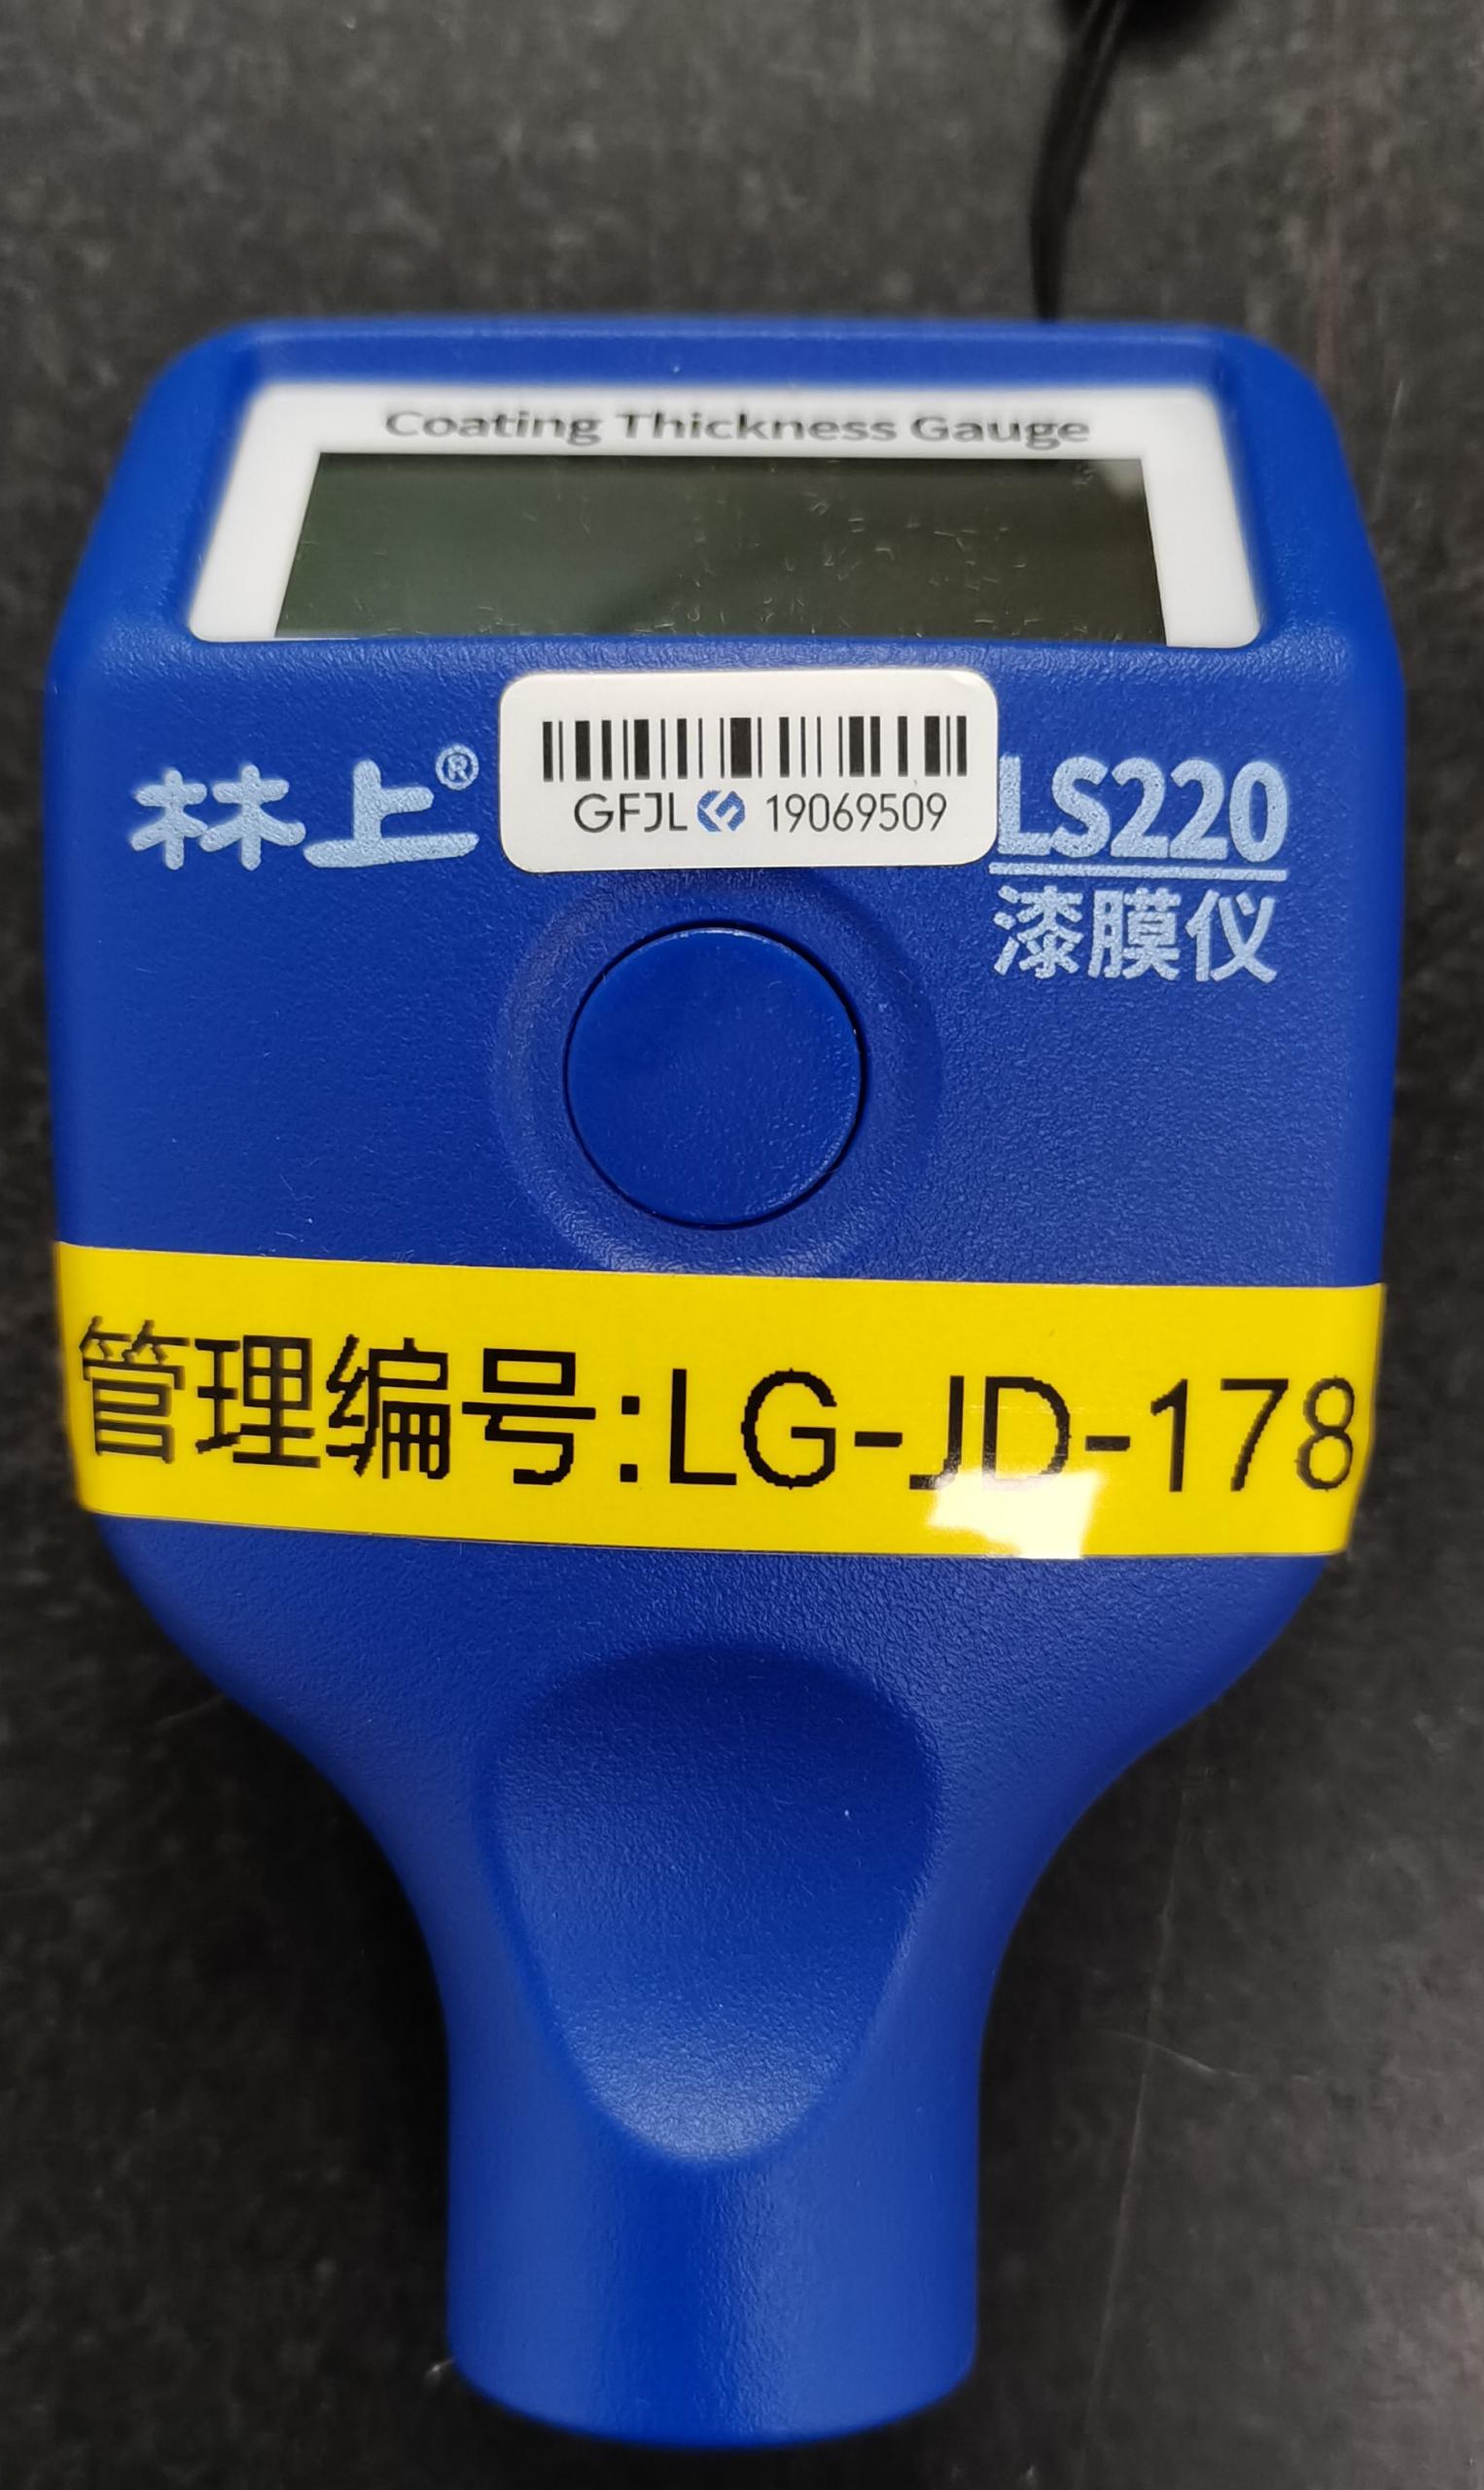 Coating Thickness Gauge
林上®
GFJL 19069509
LS220
漆膜仪
管理编号:LG-JD-178